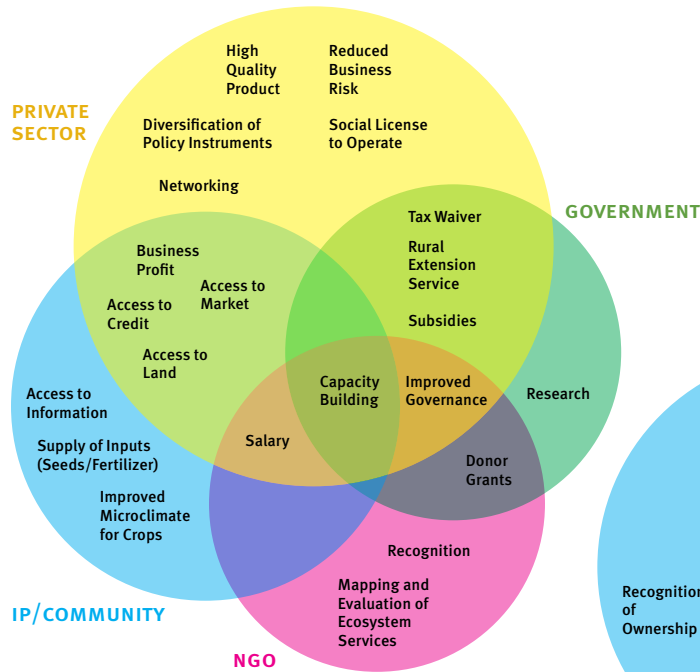 High
Quality
Product
Reduced
Business
Risk
PRIVATE
SECTOR
Diversification of
Policy Instruments
Social License
to Operate
Networking
Tax Waiver
GOVERNMENT
Rural
Extension
Service
Subsidies
Business
Profit
Access to
Market
Access to
Credit
Access to
Land
Capacity
Building
Improved
Governance
Research
Access to
Information
Salary
Supply of Inputs
(Seeds/Fertilizer)
Donor
Grants
Improved
Microclimate
for Crops
Recognition
Mapping and
Evaluation of
Ecosystem
Services
IP/COMMUNITY
NGO
Recognition
of
Ownership